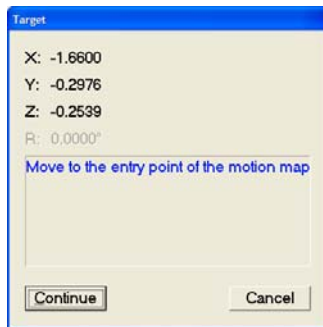 Target
X: -1.6600
Y: -0.2976
Z: -0.2539
R: 0.0000°
Move to the entry point of the motion map
Continue
Cancel